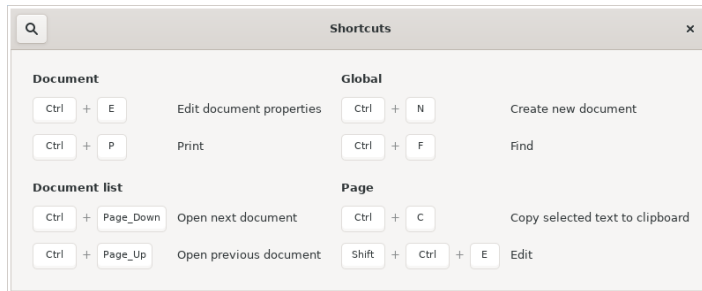 Shortcuts
Document
Ctrl + E Edit document properties
Ctrl + P Print
Document list
Ctrl + Page_Down Open next document
Ctrl + Page_Up Open previous document
Global
Ctrl + N Create new document
Ctrl + F Find
Page
Ctrl + C Copy selected text to clipboard
Shift + Ctrl + E Edit